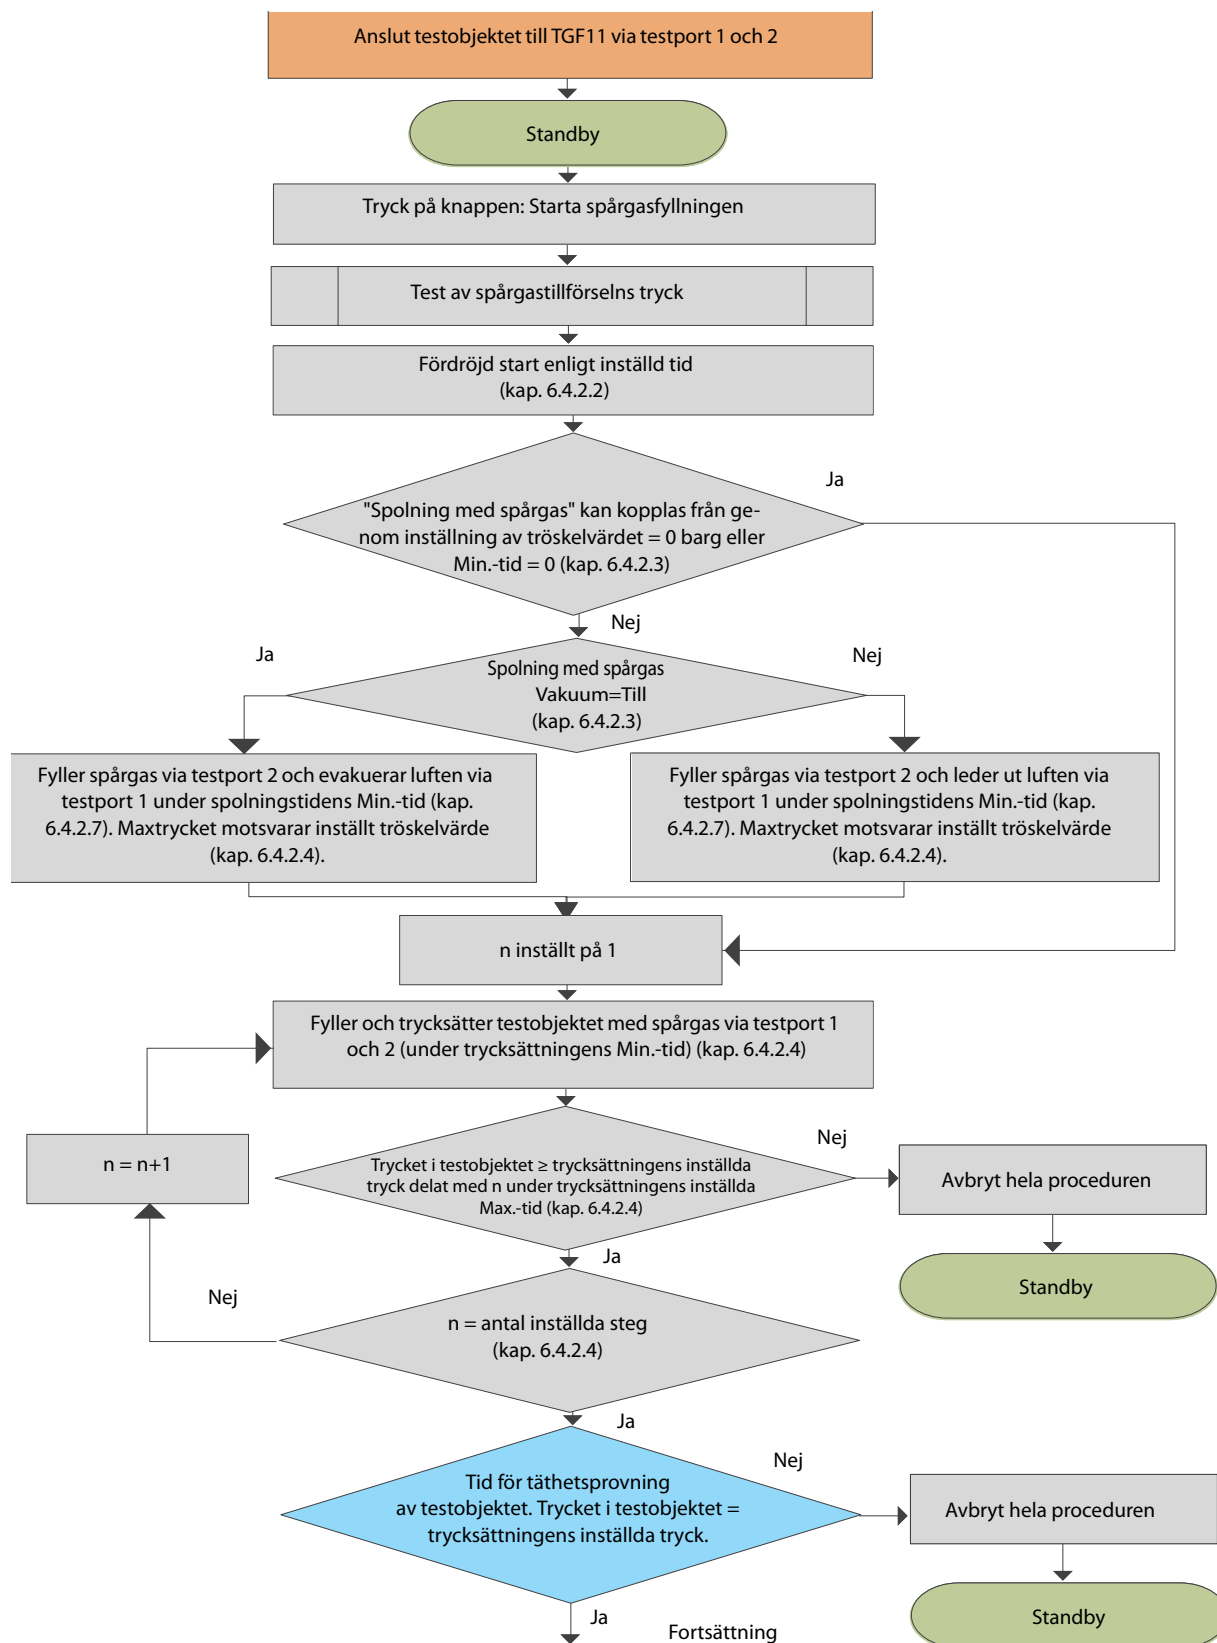 Anslut testobjektet till TGF11 via testport 1 och 2
Standby
Tryck på knappen: Starta spårgasfyllningen
Test av spårgastillförselns tryck
Fördröjd start enligt inställd tid
(kap. 6.4.2.2)
Ja
"Spolning med spårgas" kan kopplas från ge-
nom inställning av tröskelvärdet = 0 barg eller
Min.-tid = 0 (kap. 6.4.2.3)
Nej
Ja
Nej
Spolning med spårgas
Vakuum=Till
(kap. 6.4.2.3)
Fyller spårgas via testport 2 och evakuerar luften via
testport 1 under spolningstidens Min.-tid (kap.
6.4.2.7). Maxtrycket motsvarar inställt tröskelvärde
(kap. 6.4.2.4).
Fyller spårgas via testport 2 och leder ut luften via
testport 1 under spolningstidens Min.-tid (kap.
6.4.2.7). Maxtrycket motsvarar inställt tröskelvärde
(kap. 6.4.2.4).
n inställt på 1
Fyller och trycksätter testobjektet med spårgas via testport 1
och 2 (under trycksättningens Min.-tid) (kap. 6.4.2.4)
n = n+1
Nej
Trycket i testobjektet ≥ trycksättningens inställda
tryck delat med n under trycksättningens inställda
Max.-tid (kap. 6.4.2.4)
Avbryt hela proceduren
Ja
Standby
Nej
n = antal inställda steg
(kap. 6.4.2.4)
Ja
Nej
Tid för täthetsprovning
av testobjektet. Trycket i testobjektet =
trycksättningens inställda tryck.
Avbryt hela proceduren
Ja
Standby
Fortsättning